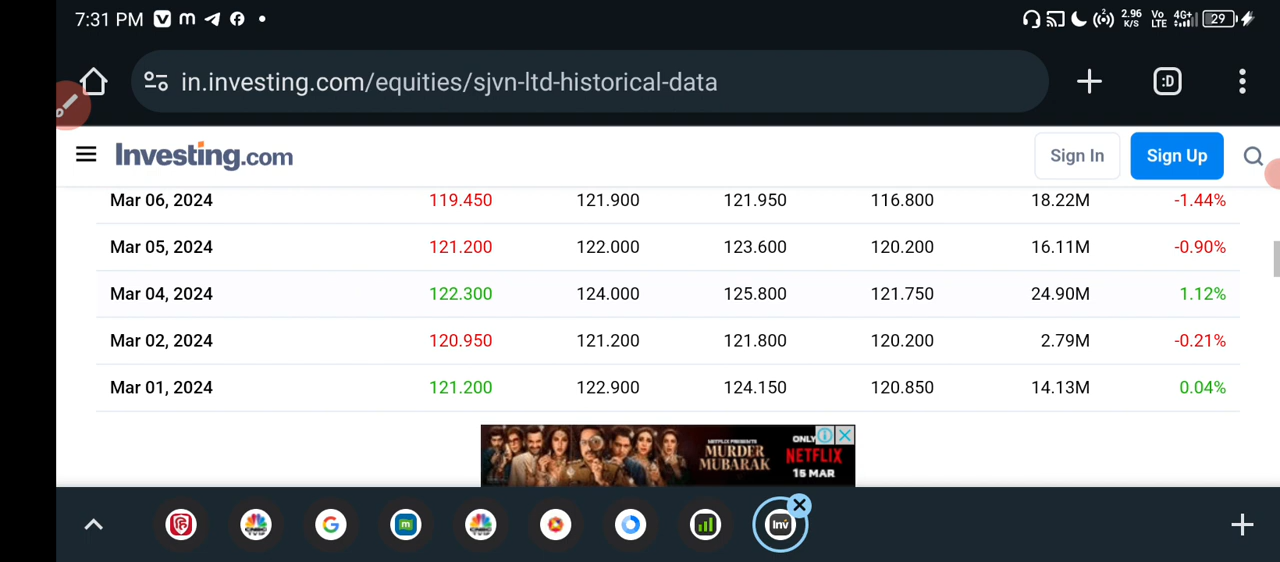 7:31 PM
2.96 K/S Vo LTE 4G+ 29
in.investing.com/equities/sjvn-ltd-historical-data :D
Investing.com Sign In Sign Up
Mar 06, 2024 119.450 121.900 121.950 116.800 18.22M -1.44%
Mar 05, 2024 121.200 122.000 123.600 120.200 16.11M -0.90%
Mar 04, 2024 122.300 124.000 125.800 121.750 24.90M 1.12%
Mar 02, 2024 120.950 121.200 121.800 120.200 2.79M -0.21%
Mar 01, 2024 121.200 122.900 124.150 120.850 14.13M 0.04%
NETFLIX PRESENTS
MURDER
MUBARAK
ONLY
NETFLIX
15 MAR
Inv